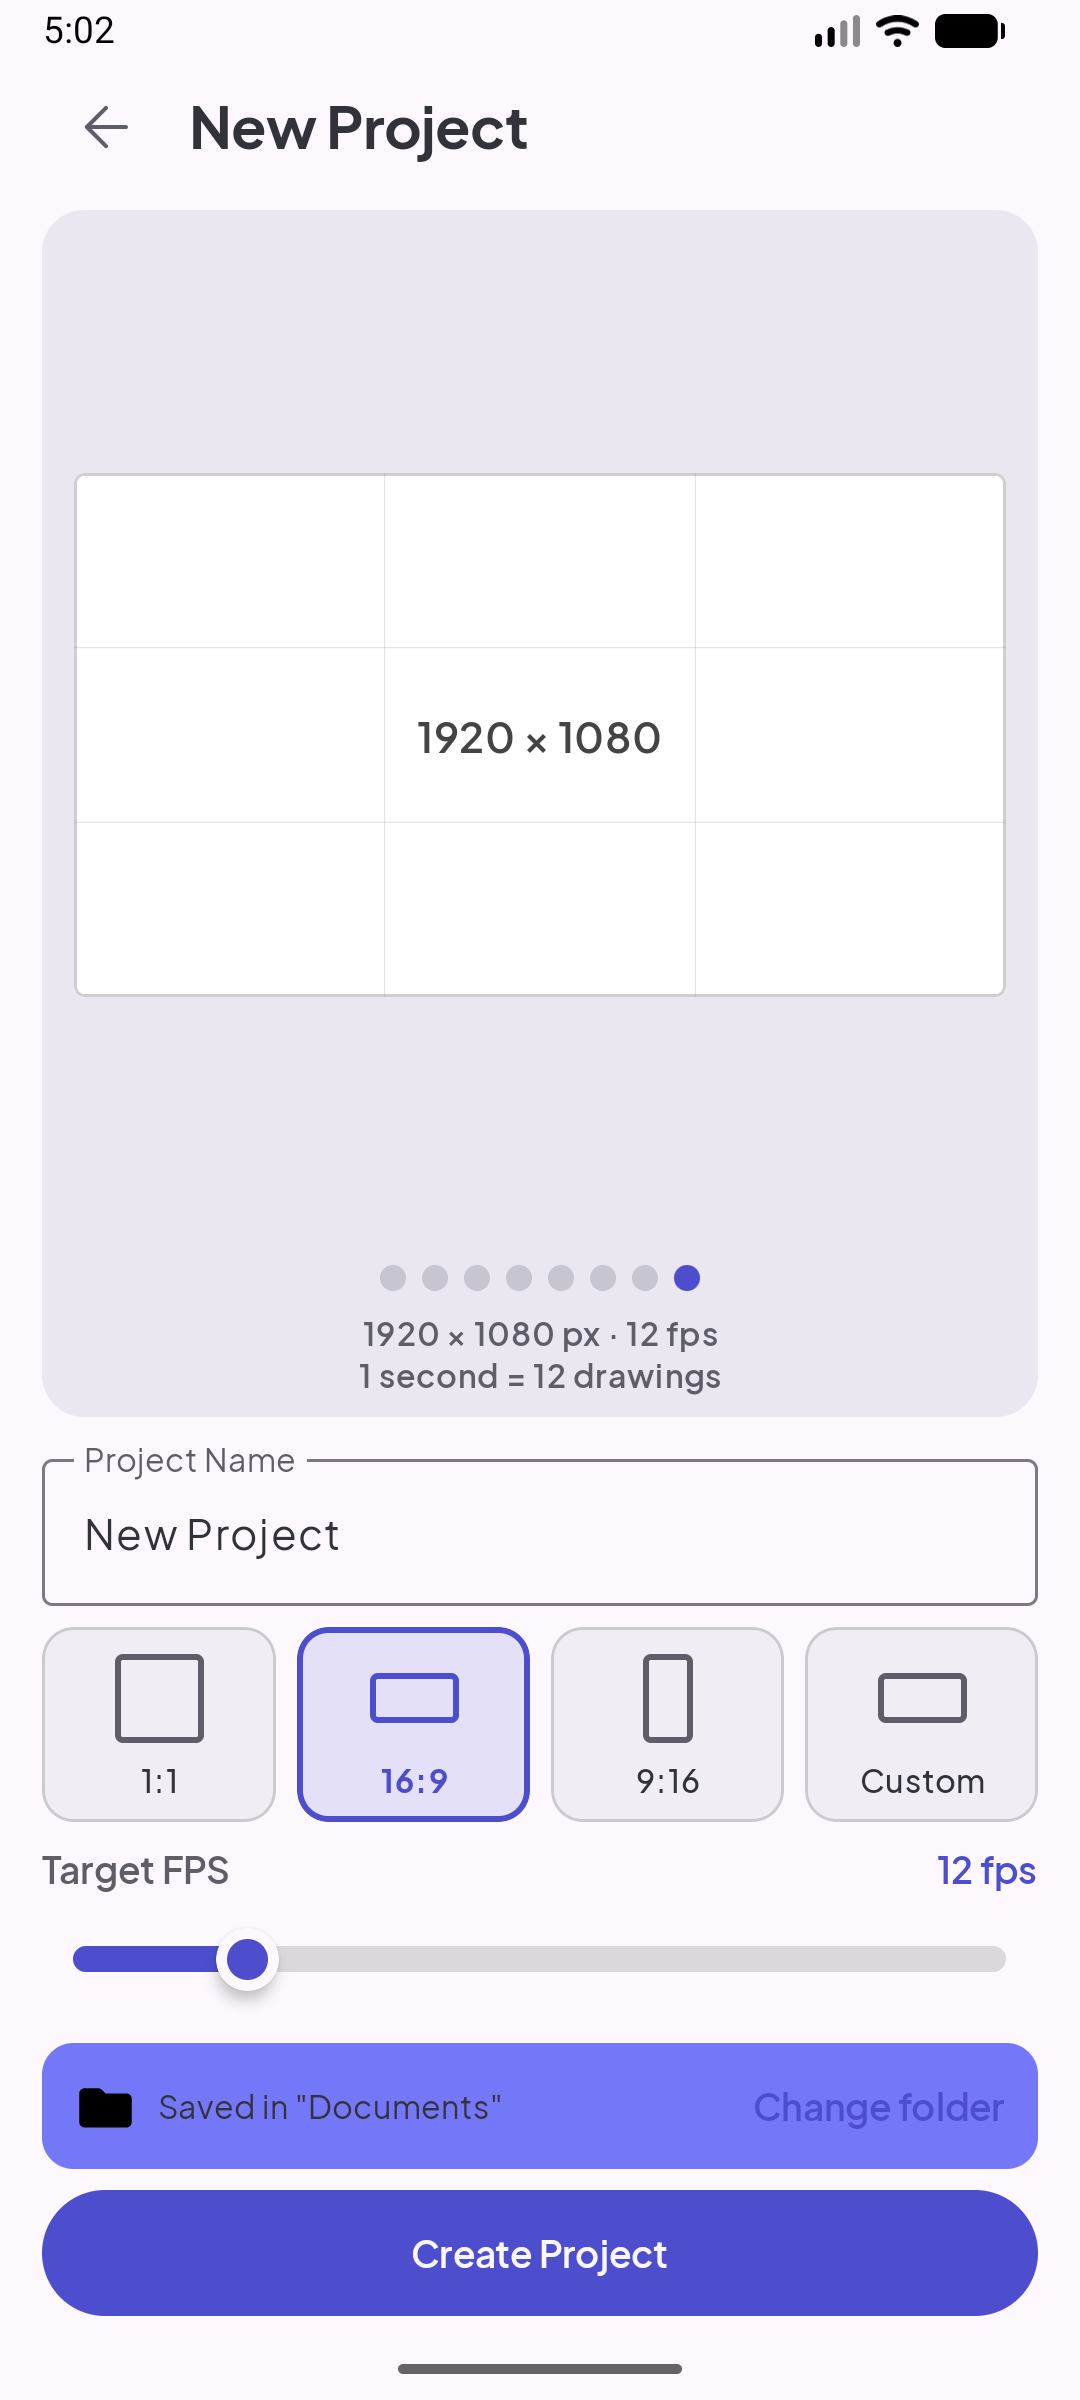 5:02
New Project
1920 × 1080
1920 × 1080 px · 12 fps
1 second = 12 drawings
Project Name
New Project
1:1
16:9
9:16
Custom
Target FPS
12 fps
Saved in "Documents"
Change folder
Create Project